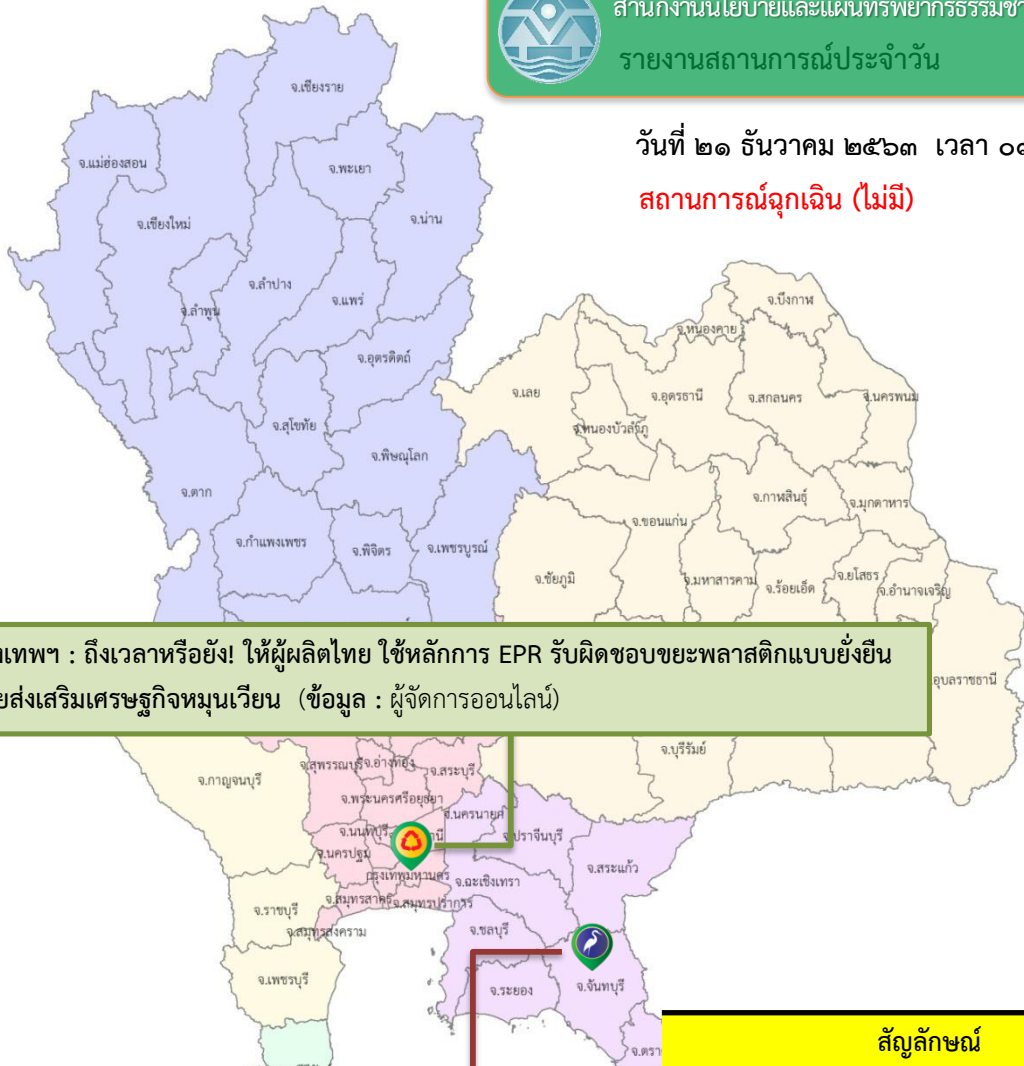 สำนักงานนโยบายและแผนทรัพยากรธรรมชา
รายงานสถานการณ์ประจำวัน
วันที่ ๒๑ ธันวาคม ๒๕๖๓ เวลา
สถานการณ์ฉุกเฉิน (ไม่มี)
จ.เชียงราย
จ.แม่ฮ่องสอน
จ.พะเยา
จ.เชียงใหม่
จ.น่าน
จ.ลำปาง
จ.แพร่
จ.ลำพูน
จ.อุตรดิตถ์
จ.บึงกาฬ
จ.หนองคาย
จ.เลย
จ.อุดรธานี
จ.สกลนคร
จ.นครพนม
จ.สุโขทัย
จ.หนองบัวลำภู
จ.พิษณุโลก
จ.ตาก
จ.กาฬสินธุ์
จ.มุกดาหาร
จ.ขอนแก่น
จ.กำแพงเพชร
จ.พิจิตร
จ.เพชรบูรณ์
จ.ชัยภูมิ
จ.มหาสารคาม
จ.ร้อยเอ็ด
จ.ยโสธร
จ.อำนาจเจริญ
งเทพฯ : ถึงเวลาหรือยัง! ให้ผู้ผลิตไทย ใช้หลักการ EPR รับผิดชอบขยะพลาสติกแบบยั่งยืน
ยส่งเสริมเศรษฐกิจหมุนเวียน (ข้อมูล : ผู้จัดการออนไลน์)
อุบลราชธานี
จ.บุรีรัมย์
จ.กาญจนบุรี
จ.สุพรรณบุรี
จ.อ่างทอง
จ.สระบุรี
จ.พระนครศรีอยุธยา
จ.นครนายก
จ.นนทบุรี
านี
จ.ปราจีนบุรี
จ.นครปฐม
จ.สระแก้ว
กรุงเทพมหานคร
จ.ฉะเชิงเทรา
จ.ราชบุรี
จ.สมุทรสาคร
จ.สมุทรปราการ
จ.สมุทรสงคราม
จ.ชลบุรี
จ.เพชรบุรี
จ.ระยอง
จ.จันทบุรี
จ.ตรา
สัญลักษณ์